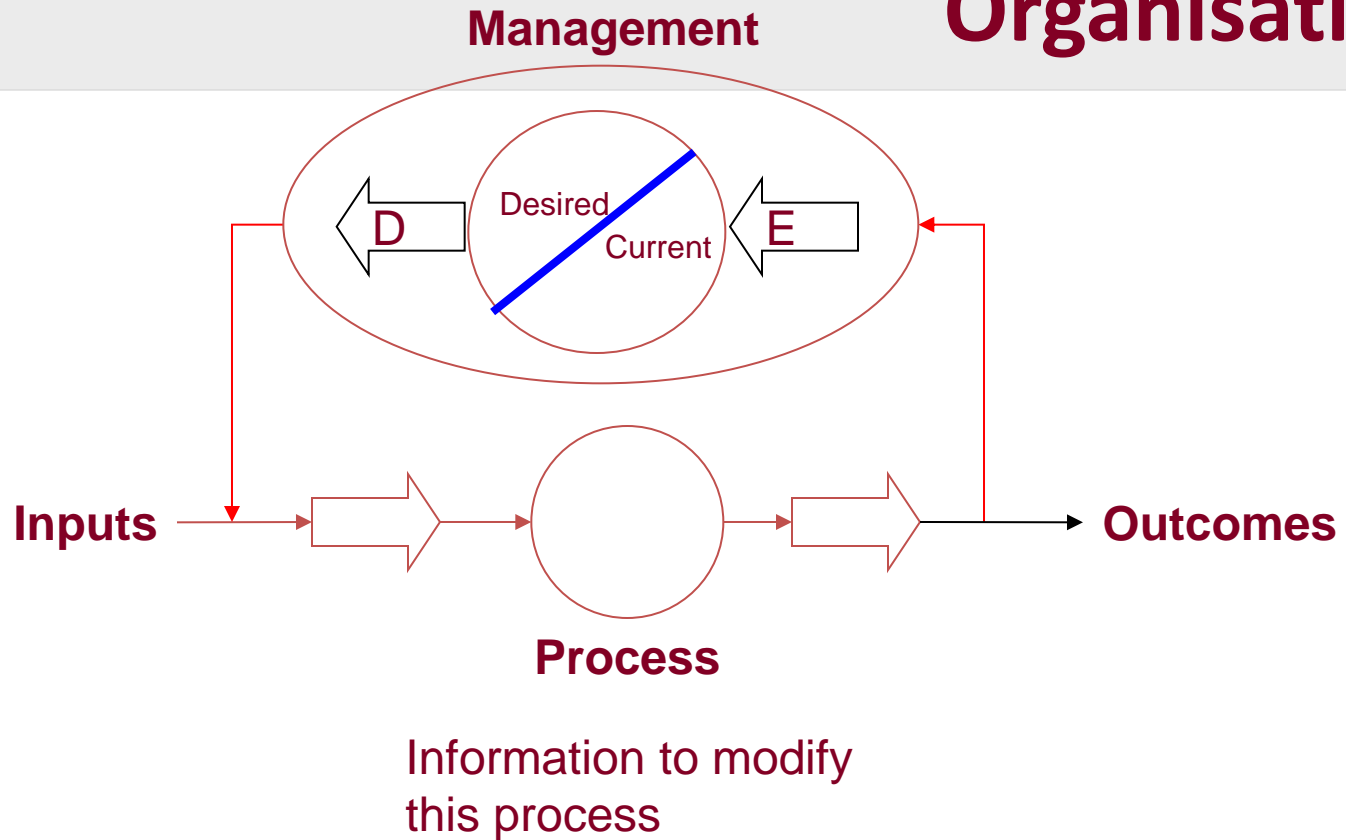 Organisati
Management
Desired
D
E
Current
Inputs
Outcomes
Process
Information to modify
this process